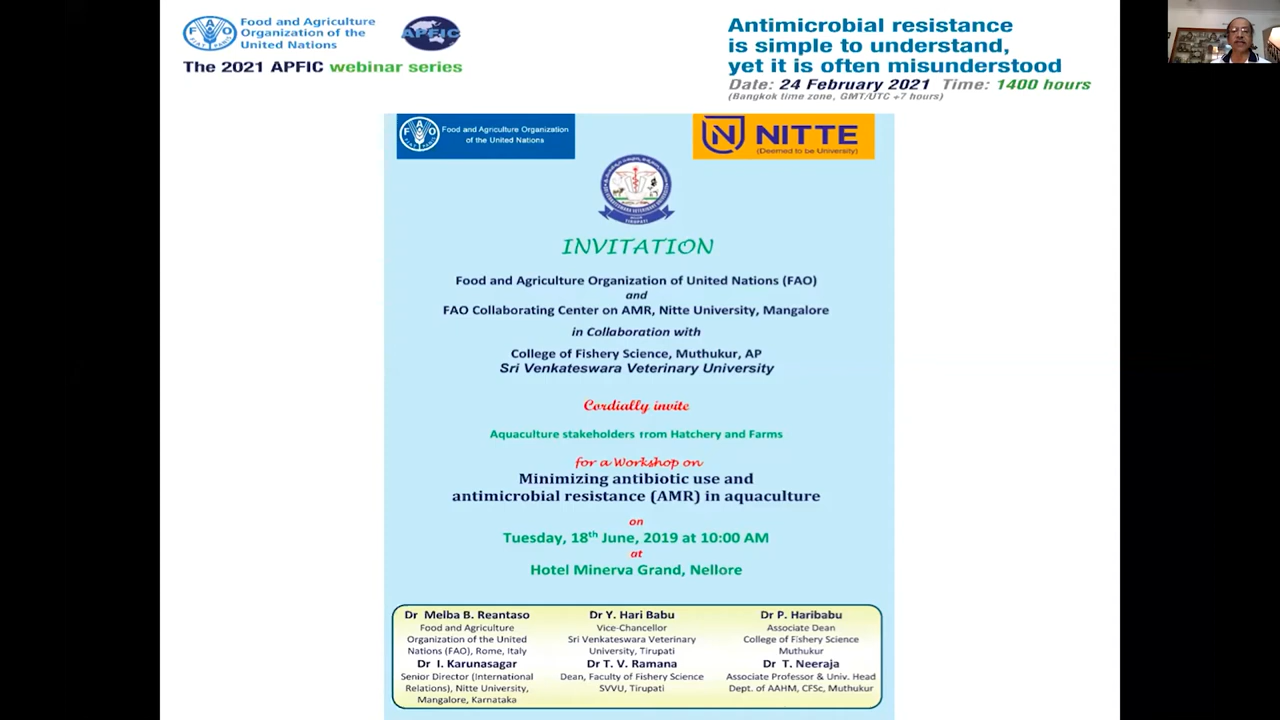 Food and Agriculture
Organization of the
United Nations
APFIC
The 2021 APFIC webinar series
Antimicrobial resistance
is simple to understand,
yet it is often misunderstood
Date: 24 February 2021 Time: 1400 hours
(Bangkok time zone, GMT/UTC +7 hours)
Food and Agriculture Organization
of the United Nations
NITTE
(Deemed to be University)
INVITATION
Food and Agriculture Organization of United Nations (FAO)
and
FAO Collaborating Center on AMR, Nitte University, Mangalore
in Collaboration with
College of Fishery Science, Muthukur, AP
Sri Venkateswara Veterinary University
Cordially invite
Aquaculture stakeholders from Hatchery and Farms
for a Workshop on
Minimizing antibiotic use and
antimicrobial resistance (AMR) in aquaculture
on
Tuesday, 18th June, 2019 at 10:00 AM
at
Hotel Minerva Grand, Nellore
Dr Melba B. Reantaso
Food and Agriculture
Organization of the United
Nations (FAO), Rome, Italy
Dr I. Karunasagar
Senior Director (International
Relations), Nitte University,
Mangalore, Karnataka
Dr Y. Hari Babu
Vice-Chancellor
Sri Venkateswara Veterinary
University, Tirupati
Dr T. V. Ramana
Dean, Faculty of Fishery Science
SVVU, Tirupati
Dr P. Haribabu
Associate Dean
College of Fishery Science
Muthukur
Dr T. Neeraja
Associate Professor & Univ. Head
Dept. of AAHM, CFSc, Muthukur